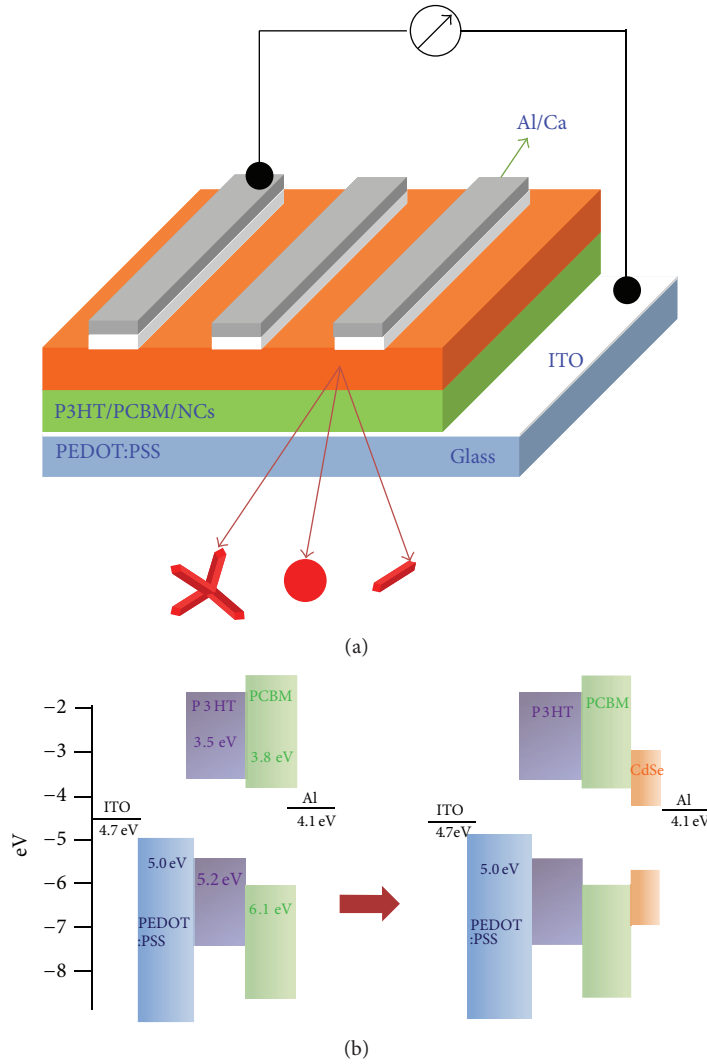 Al/Ca
ITO
P3HT/PCBM/NCs
PEDOT:PSS
Glass
(a)
−2
−3
−4
−5
−6
−7
−8
eV
ITO
4.7 eV
5.0 eV
PEDOT
:PSS
P 3 HT
3.5 eV
5.2 eV
PCBM
3.8 eV
6.1 eV
Al
4.1 eV
ITO
4.7eV
5.0 eV
PEDOT
:PSS
P3HT
PCBM
CdSe
Al
4.1 eV
(b)